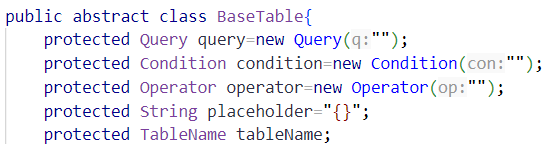 public abstract class BaseTable{
protected Query query=new Query(q:"");
protected Condition condition=new Condition(con:"");
protected Operator operator=new Operator(op:"");
protected String placeholder="{}";
protected TableName tableName;